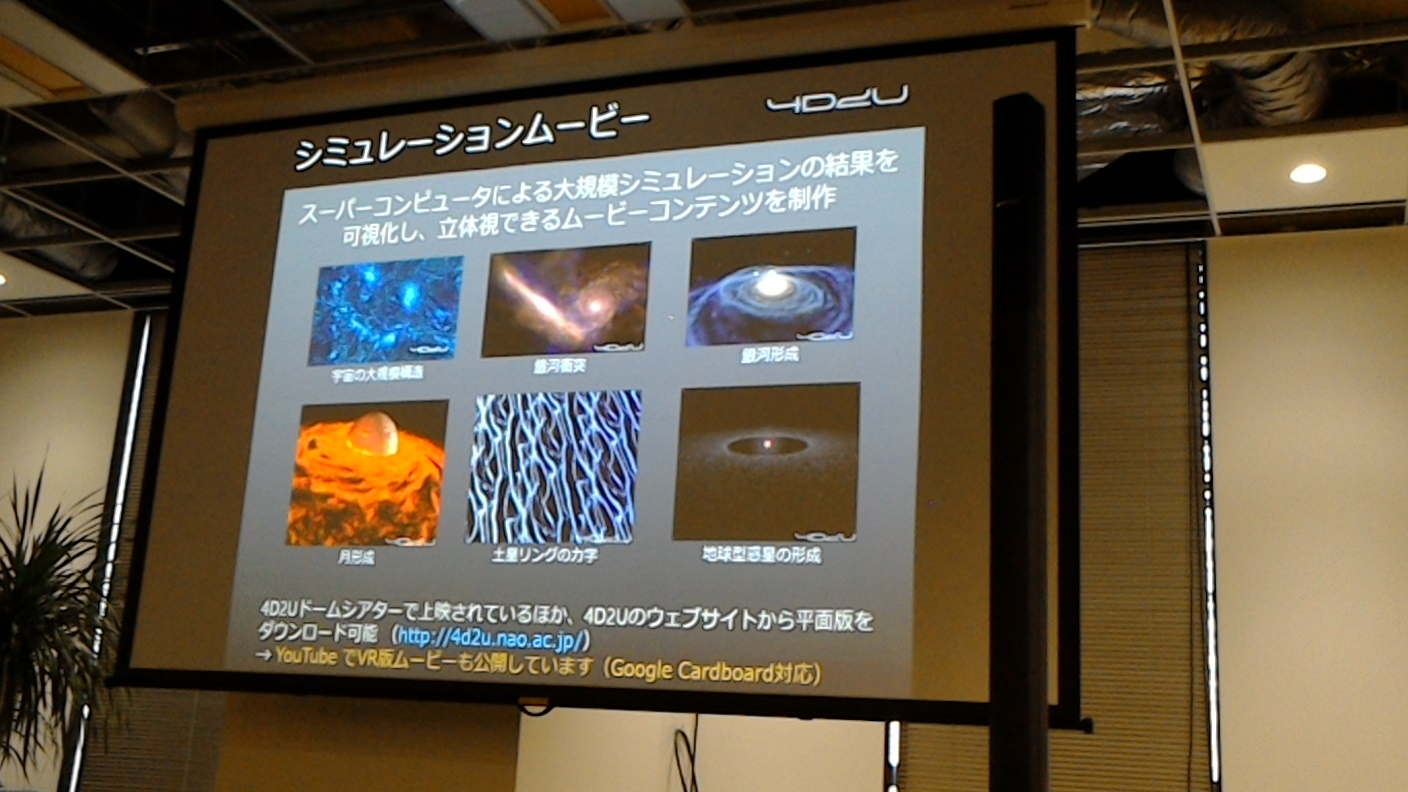 シミュレーションムービー
4D2U
スーパーコンピュータによる大規模シミュレーションの結果を
可視化し、立体視できるムービーコンテンツを制作
4D2U
4D2U
4D2U
宇宙の大規模構造
銀河衝突
銀河形成
4D2U
4D2U
月形成
土星リングの力学
地球型惑星の形成
4D2Uドームシアターで上映されているほか、4D2Uのウェブサイトから平面版を
ダウンロード可能 (http://4d2u.nao.ac.jp/)
→ YouTube でVR版ムービーも公開しています (Google Cardboard対応)